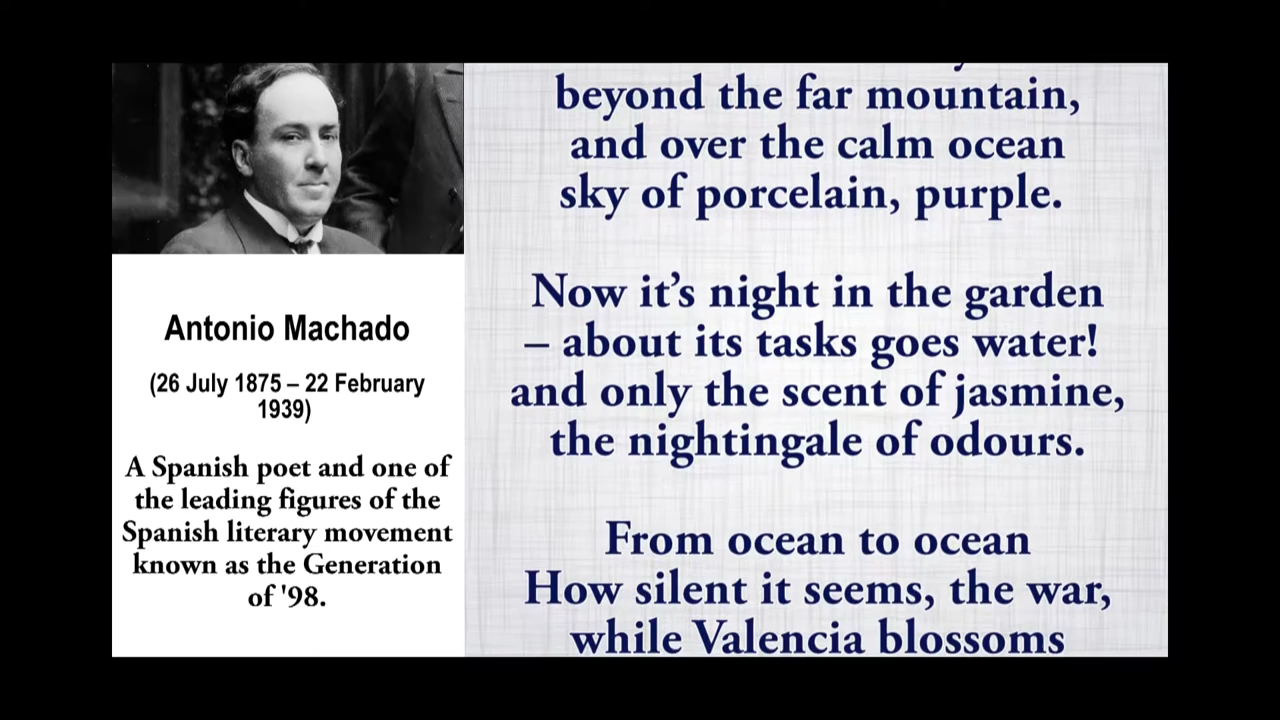 Antonio Machado
(26 July 1875 – 22 February
1939)
A Spanish poet and one of
the leading figures of the
Spanish literary movement
known as the Generation
of '98.
beyond the far mountain,
and over the calm ocean
sky of porcelain, purple.
Now it’s night in the garden
– about its tasks goes water!
and only the scent of jasmine,
the nightingale of odours.
From ocean to ocean
How silent it seems, the war,
while Valencia blossoms